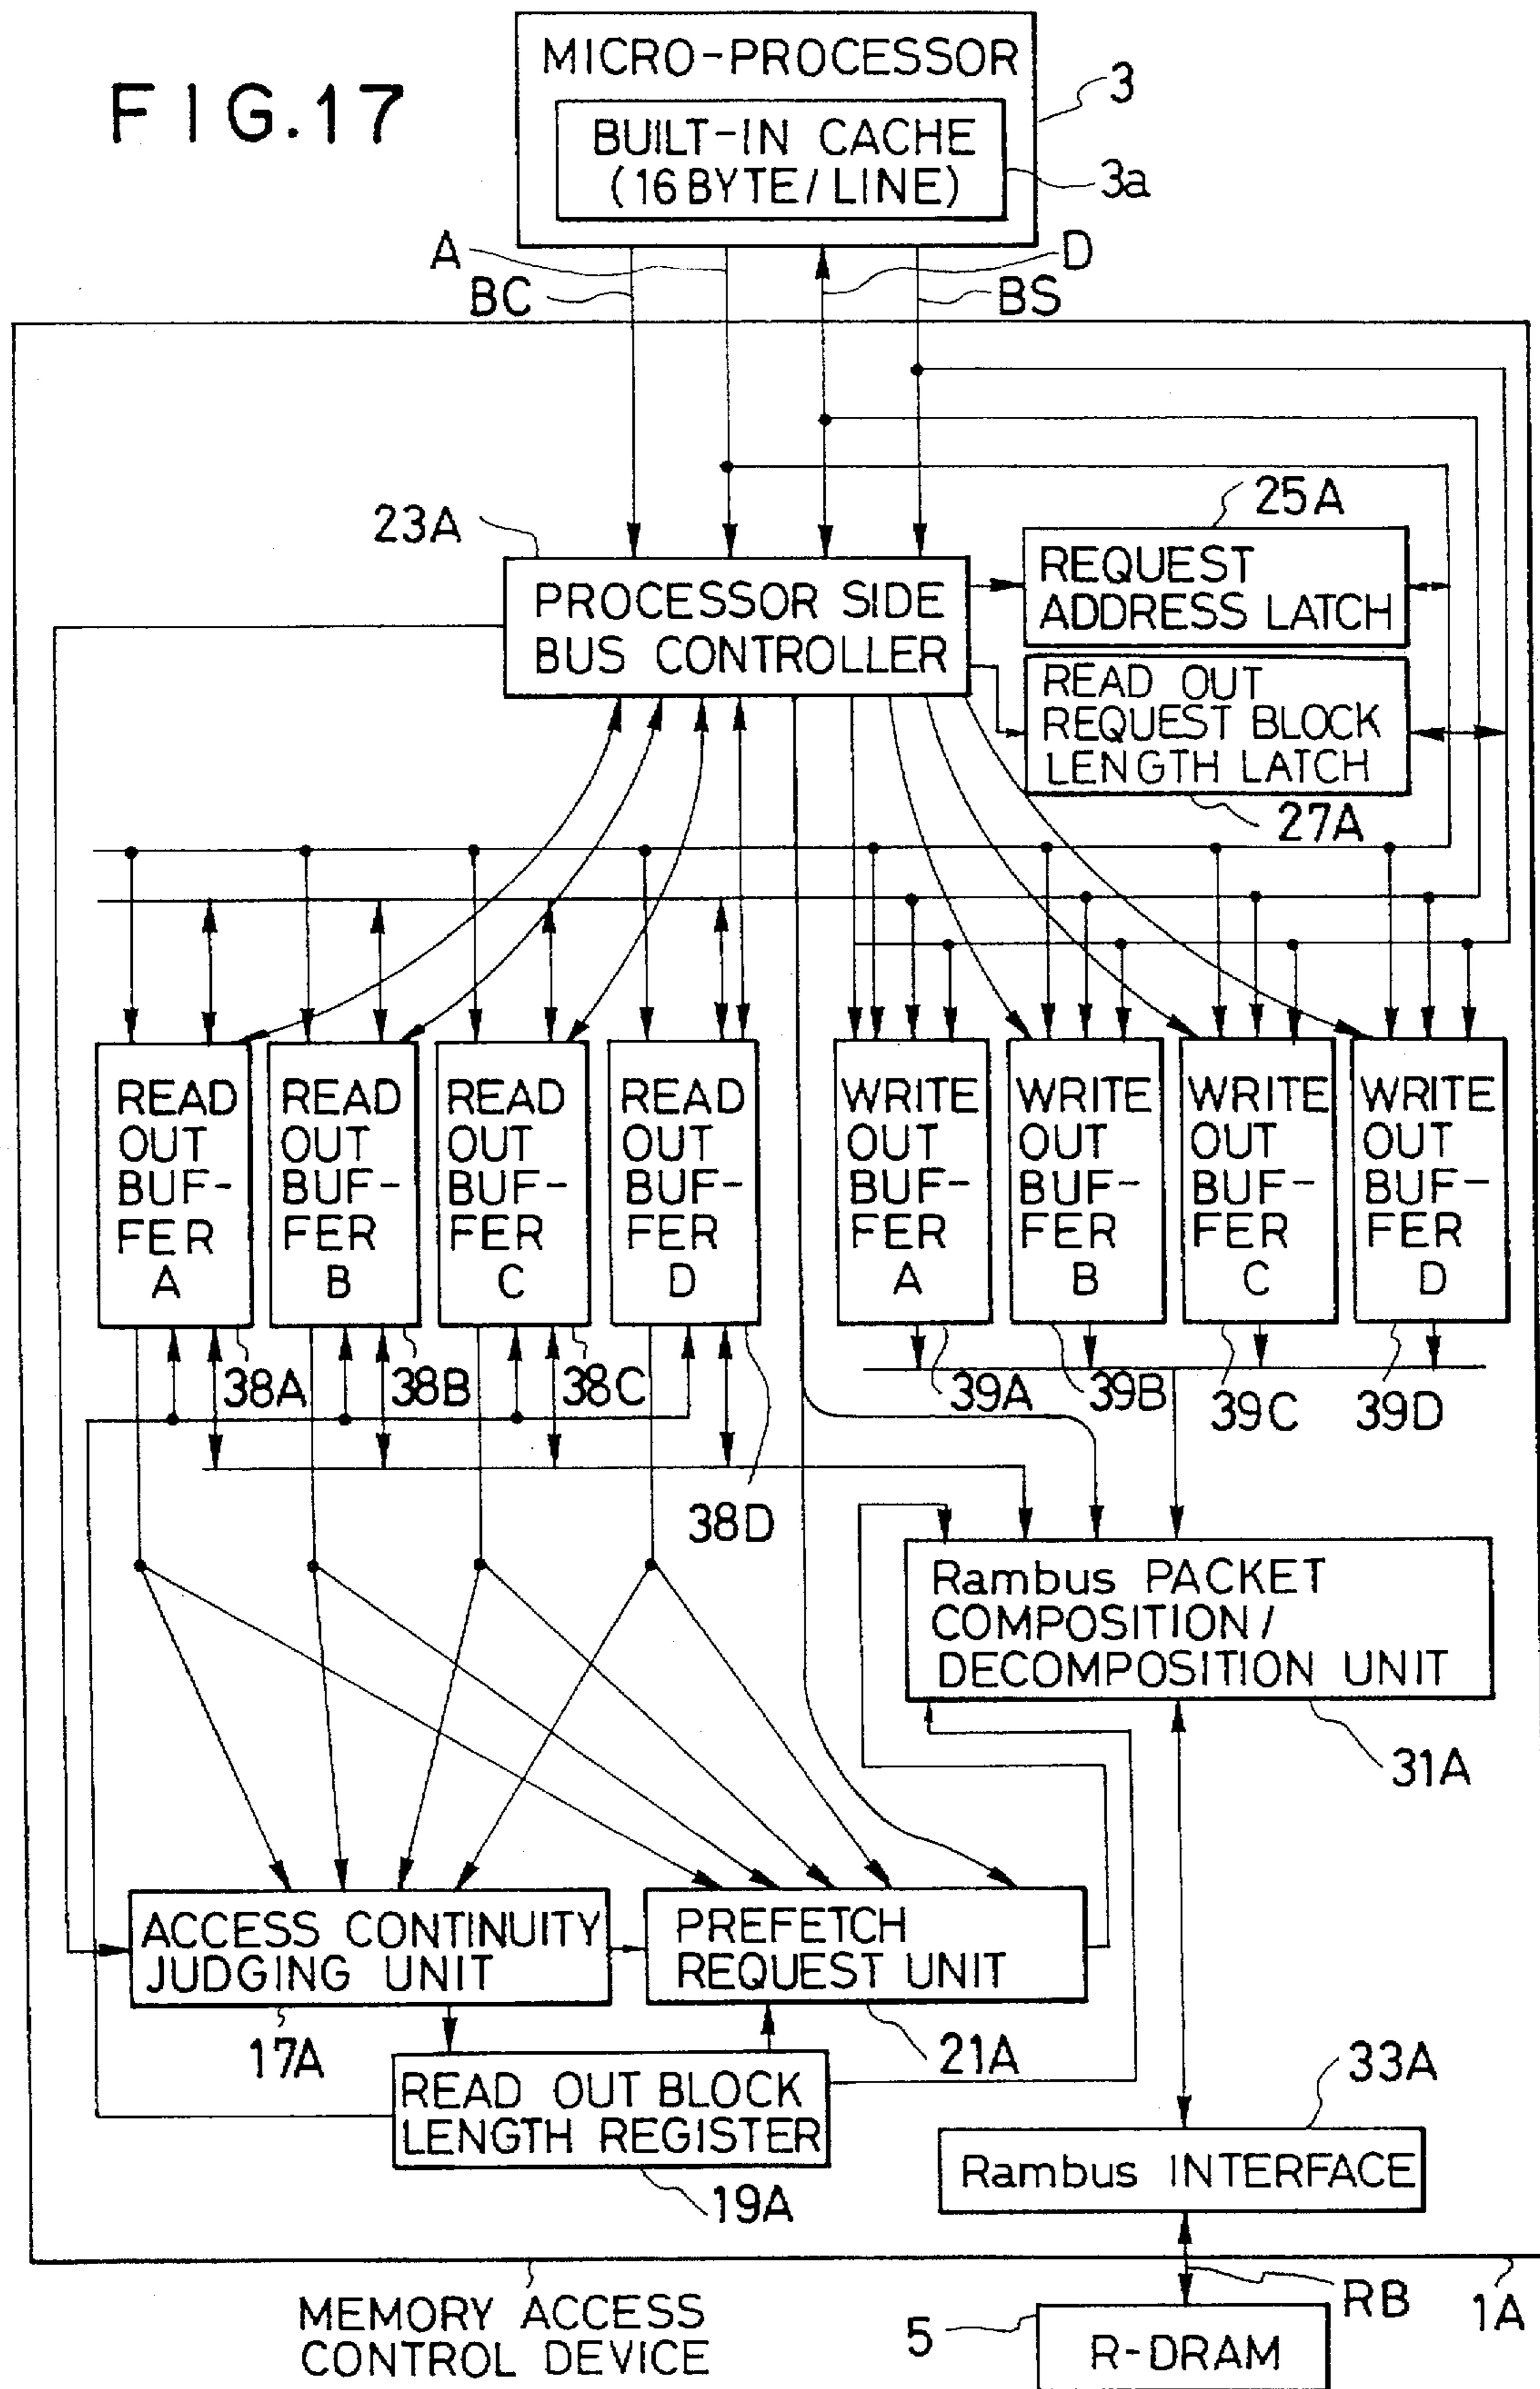 FIG.17
MICRO-PROCESSOR
BUILT-IN CACHE
(16 BYTE/LINE)
3
3a
A
D
BC
BS
23A
25A
PROCESSOR SIDE
BUS CONTROLLER
REQUEST
ADDRESS LATCH
READ OUT
REQUEST BLOCK
LENGTH LATCH
27A
READ
OUT
BUF-
FER
A
READ
OUT
BUF-
FER
B
READ
OUT
BUF-
FER
C
READ
OUT
BUF-
FER
D
WRITE
OUT
BUF-
FER
A
WRITE
OUT
BUF-
FER
B
WRITE
OUT
BUF-
FER
C
WRITE
OUT
BUF-
FER
D
38A
38B
38C
38D
39A
39B
39C
39D
Rambus PACKET
COMPOSITION/
DECOMPOSITION UNIT
31A
ACCESS CONTINUITY
JUDGING UNIT
17A
PREFETCH
REQUEST UNIT
21A
READ OUT BLOCK
LENGTH REGISTER
19A
33A
Rambus INTERFACE
MEMORY ACCESS
CONTROL DEVICE
RB
1A
5
R-DRAM